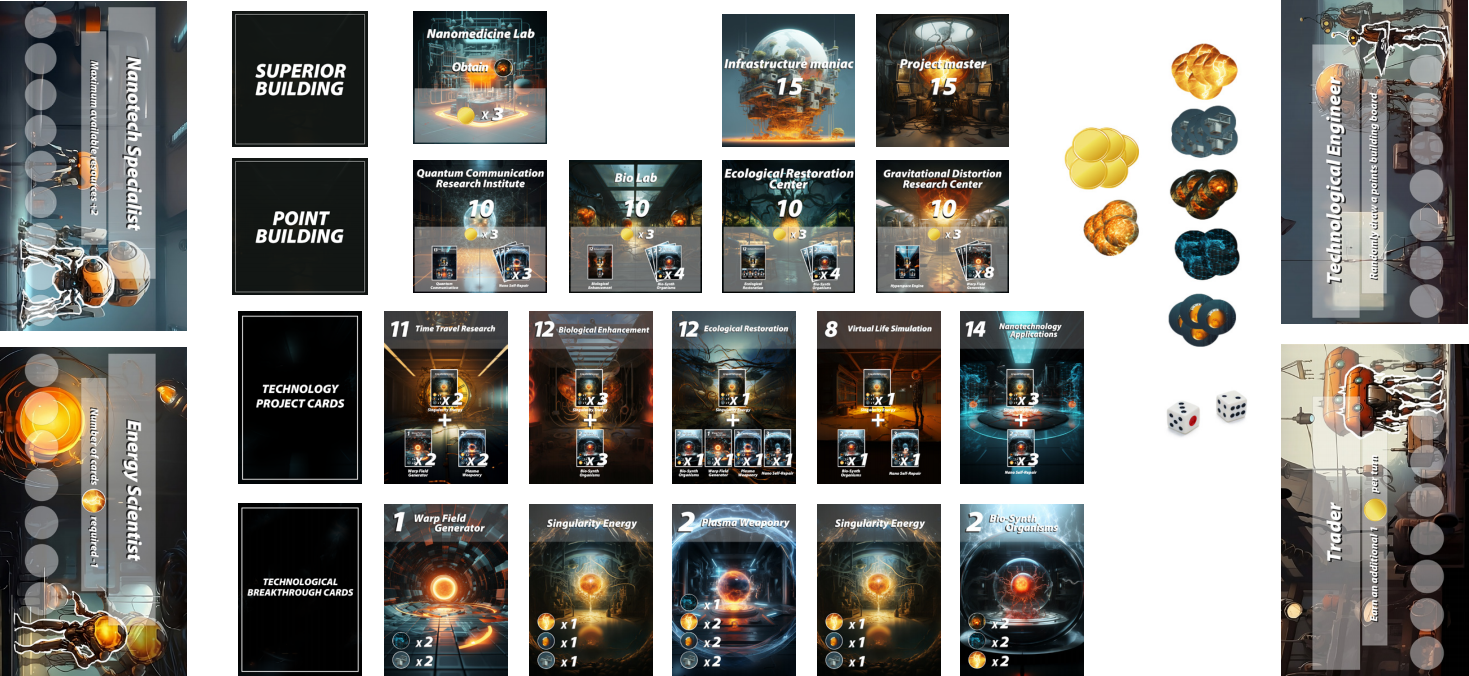 Nanotech Specialist
Maximum available resources +2
Energy Scientist
Number of cards
required -1
SUPERIOR
BUILDING
Nanomedicine Lab
Obtain
x 3
Infrastructure maniac
15
Project master
15
POINT
BUILDING
Quantum Communication
Research Institute
10
x 3
x 3
Quantum
Communication
Nano Self-Repair
Bio Lab
10
x 3
x 4
Biological
Enhancement
Bio-Synth
Organisms
Ecological Restoration
Center
10
x 3
x 4
Ecological
Restoration
Bio-Synth
Organisms
Gravitational Distortion
Research Center
10
x 3
x 8
Hyperspace Engine
Warp Field
Generator
TECHNOLOGY
PROJECT CARDS
11 Time Travel Research
x 2
Singularity Energy
+
x 2
x 2
Warp Field
Generator
Plasma
Weaponry
12 Biological Enhancement
x 3
Singularity Energy
+
x 3
Bio-Synth
Organisms
12 Ecological Restoration
x 1
Singularity Energy
+
x 1
x 1
x 1
x 1
Bio-Synth
Organisms
Warp Field
Generator
Plasma
Weaponry
Nano Self-Repair
8 Virtual Life Simulation
x 1
Singularity Energy
+
x 1
x 1
Bio-Synth
Organisms
Nano Self-Repair
14 Nanotechnology
Applications
x 3
Singularity Energy
+
x 3
Nano Self-Repair
TECHNOLOGICAL
BREAKTHROUGH CARDS
1 Warp Field
Generator
x 2
x 2
Singularity Energy
x 1
x 1
x 1
2 Plasma Weaponry
x 1
x 2
x 2
x 2
Singularity Energy
x 1
x 1
x 1
2 Bio-Synth
Organisms
x 2
x 2
x 2
Technological Engineer
Randomly draw a points building board
Trader
Earn an additional 1
per turn